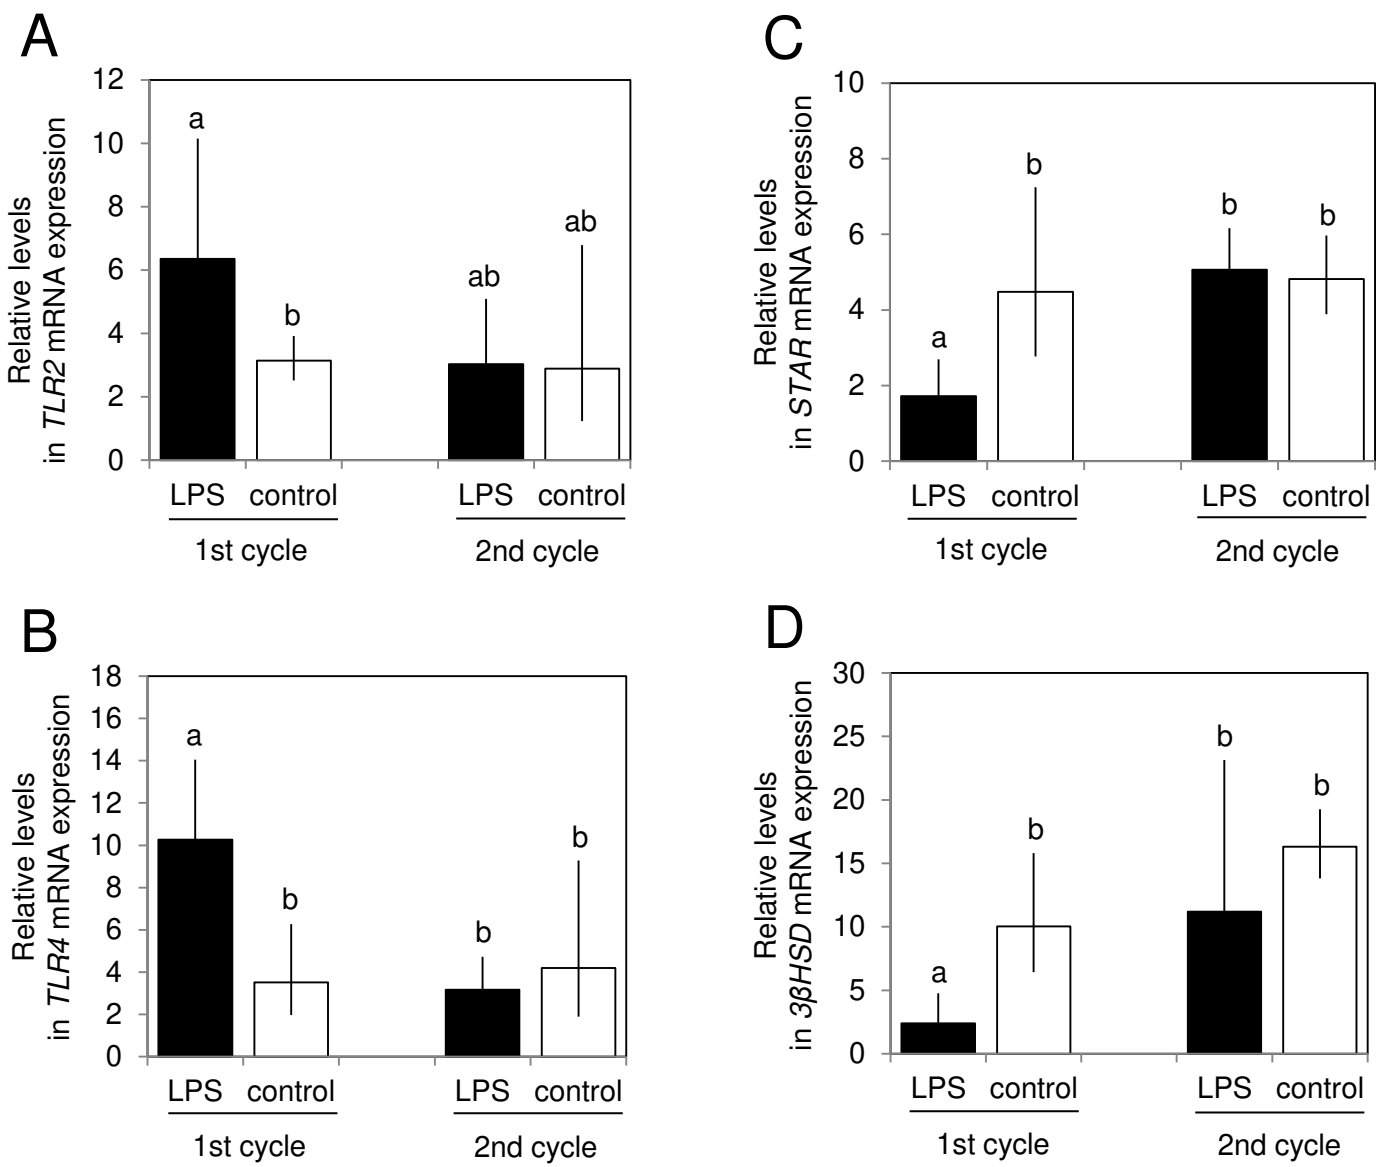 A
Relative levels
in TLR2 mRNA expression
12
10
8
6
4
2
0
a
b
ab
ab
LPS control LPS control
1st cycle 2nd cycle
C
Relative levels
in STAR mRNA expression
10
8
6
4
2
0
a
b
b
b
LPS control LPS control
1st cycle 2nd cycle
B
Relative levels
in TLR4 mRNA expression
18
16
14
12
10
8
6
4
2
0
a
b
b
b
LPS control LPS control
1st cycle 2nd cycle
D
Relative levels
in 3βHSD mRNA expression
30
25
20
15
10
5
0
a
b
b
b
LPS control LPS control
1st cycle 2nd cycle